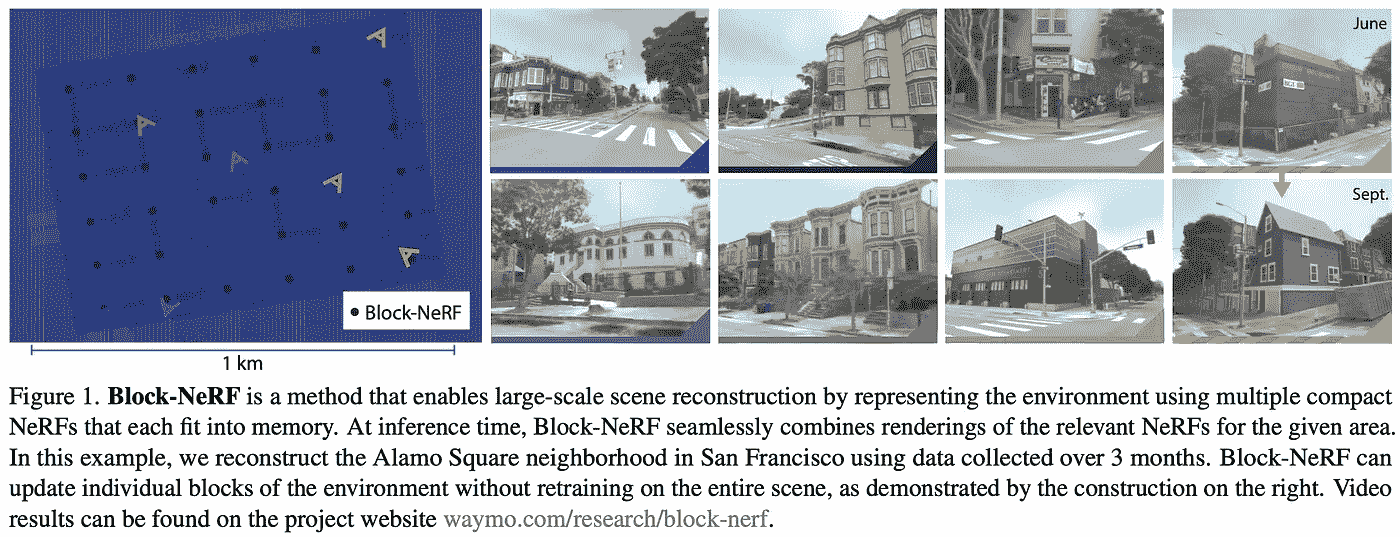 June
Sept.
Block-NeRF
1 km
Figure 1. Block-NeRF is a method that enables large-scale scene reconstruction by representing the environment using multiple compact
NeRFs that each fit into memory. At inference time, Block-NeRF seamlessly combines renderings of the relevant NeRFs for the given area.
In this example, we reconstruct the Alamo Square neighborhood in San Francisco using data collected over 3 months. Block-NeRF can
update individual blocks of the environment without retraining on the entire scene, as demonstrated by the construction on the right. Video
results can be found on the project website waymo.com/research/block-nerf.